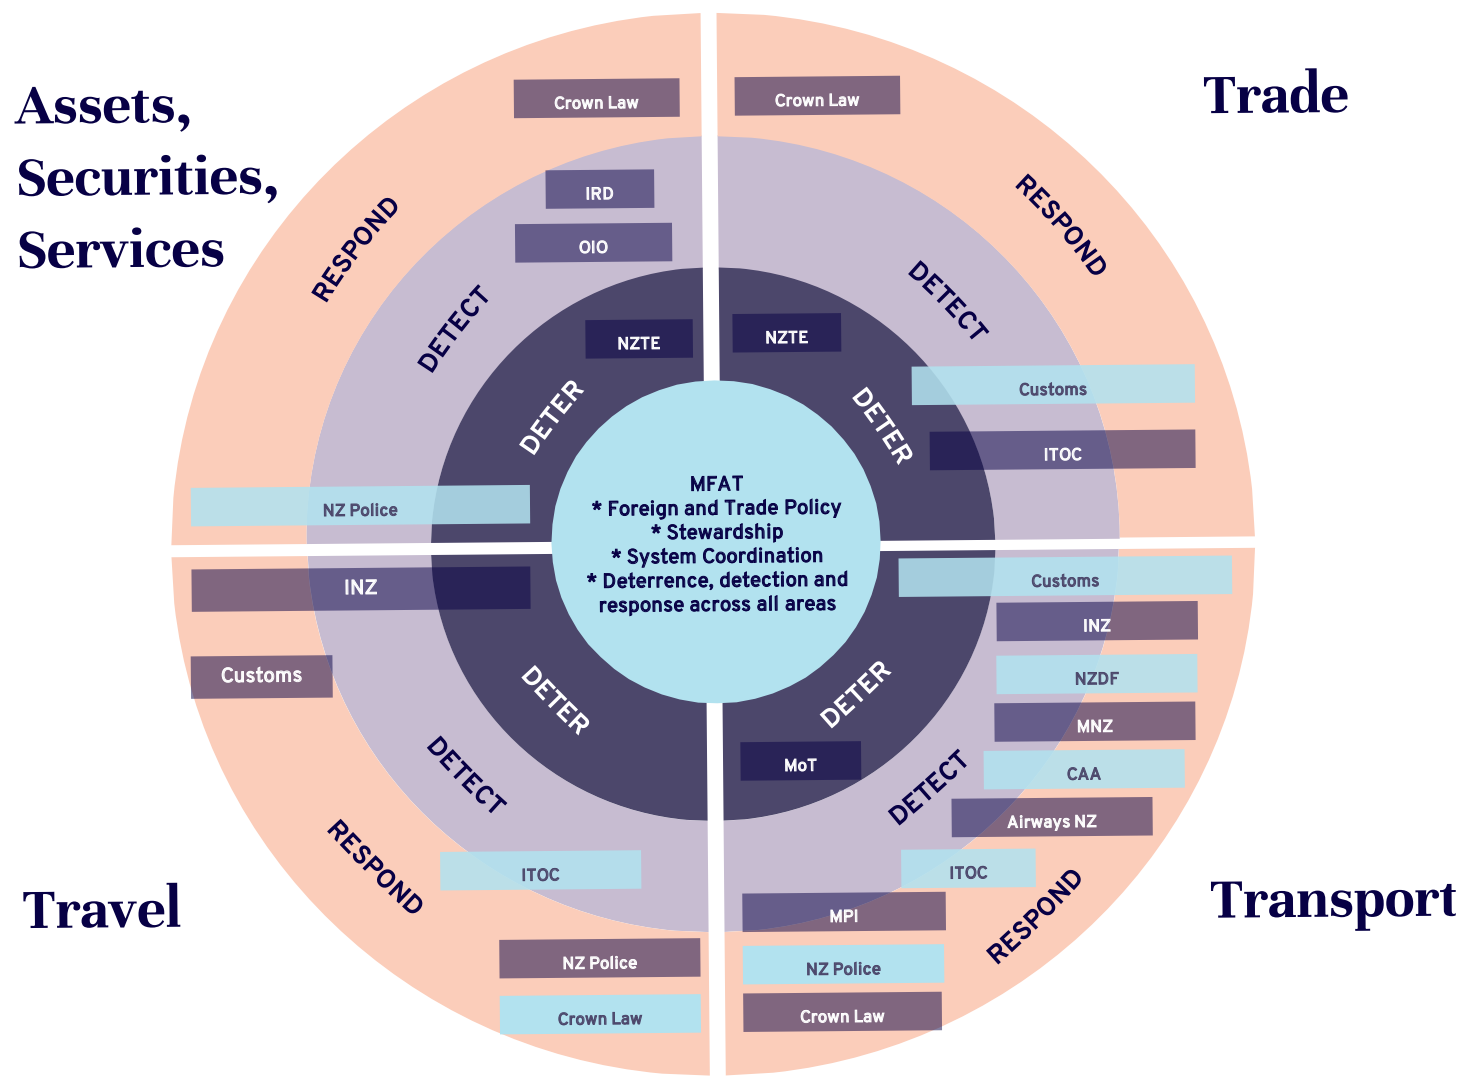 Assets,
Securities,
Services
Crown Law
IRD
OIO
RESPOND
DETECT
NZTE
DETER
NZ Police
Trade
Crown Law
RESPOND
DETECT
NZTE
DETER
Customs
ITOC
MFAT
* Foreign and Trade Policy
* Stewardship
* System Coordination
* Deterrence, detection and
response across all areas
INZ
Customs
DETER
DETECT
RESPOND
ITOC
NZ Police
Crown Law
Travel
Customs
INZ
NZDF
MNZ
CAA
Airways NZ
ITOC
DETER
MoT
DETECT
RESPOND
MPI
NZ Police
Crown Law
Transport